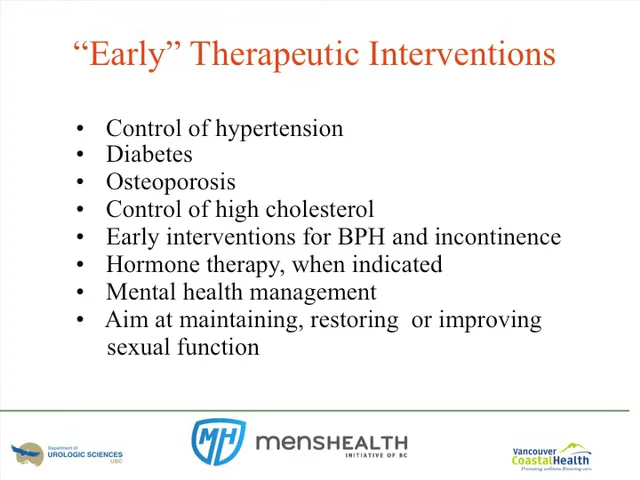 “Early” Therapeutic Interventions
• Control of hypertension
• Diabetes
• Osteoporosis
• Control of high cholesterol
• Early interventions for BPH and incontinence
• Hormone therapy, when indicated
• Mental health management
• Aim at maintaining, restoring or improving
sexual function
Department of
UROLOGIC SCIENCES
UBC
MH
MENSHEALTH
INITIATIVE OF BC
Vancouver
CoastalHealth
Promoting wellness. Ensuring care.